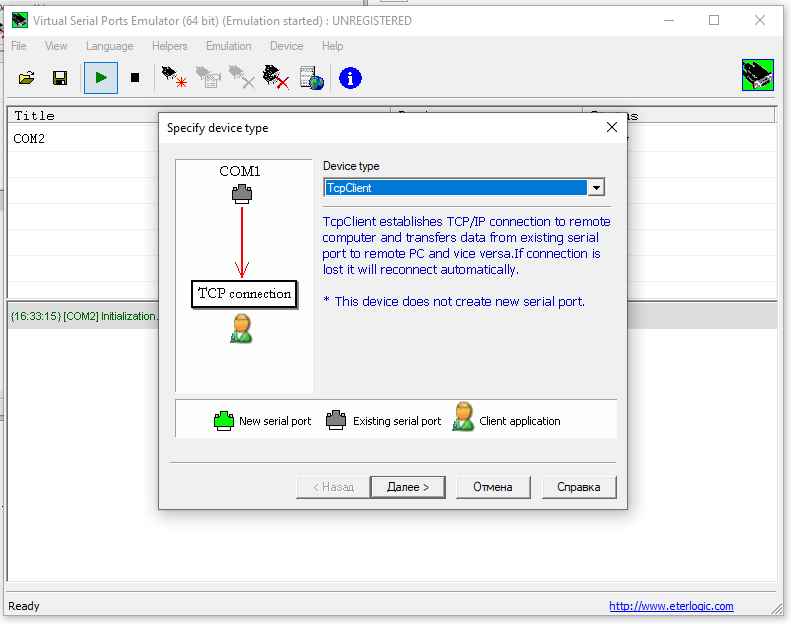 Virtual Serial Ports Emulator (64 bit) (Emulation started) : UNREGISTERED
File View Language Helpers Emulation Device Help
Title
COM2
Specify device type
COM1
TCP connection
Device type
TcpClient
TcpClient establishes TCP/IP connection to remote
computer and transfers data from existing serial
port to remote PC and vice versa.If connection is
lost it will reconnect automatically.
* This device does not create new serial port.
{16:33:15} [COM2] Initialization.
New serial port Existing serial port Client application
< Назад Далее > Отмена Справка
Ready http://www.eterlogic.com